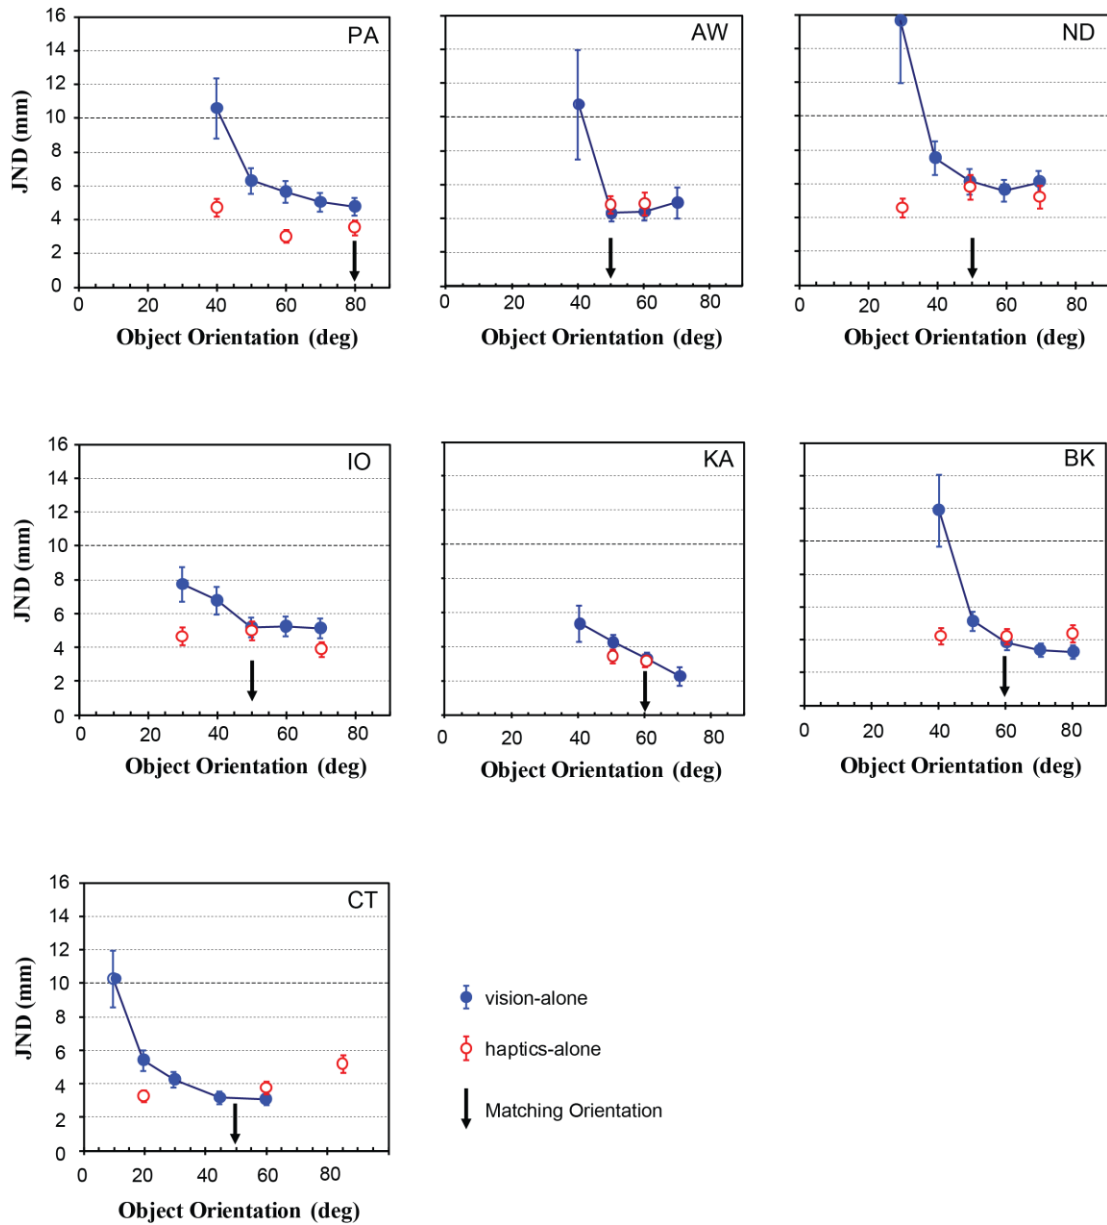 PA
16
14
12
10
8
6
4
2
0
JND (mm)
0 20 40 60 80
Object Orientation (deg)
AW
0 20 40 60 80
Object Orientation (deg)
ND
0 20 40 60 80
Object Orientation (deg)
IO
16
14
12
10
8
6
4
2
0
JND (mm)
0 20 40 60 80
Object Orientation (deg)
KA
0 20 40 60 80
Object Orientation (deg)
BK
0 20 40 60 80
Object Orientation (deg)
CT
16
14
12
10
8
6
4
2
0
JND (mm)
0 20 40 60 80
Object Orientation (deg)
vision-alone
haptics-alone
Matching Orientation